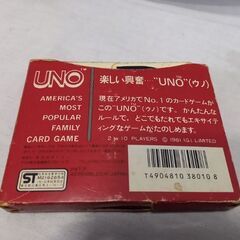 UNO™
AMERICA'S
MOST
POPULAR
FAMILY
CARD GAME
楽しい興奮…"UNO"(ウノ)
現在アメリカでNo.1のカードゲームが
この"UNO"(ウノ)です。かんたんな
ルールで、どこでもだれでもエキサイテ
ィングなゲームがたのしめます。
2 to 10 PLAYERS © 1981 IGI LIMITED
ST
T4904810 38010 8